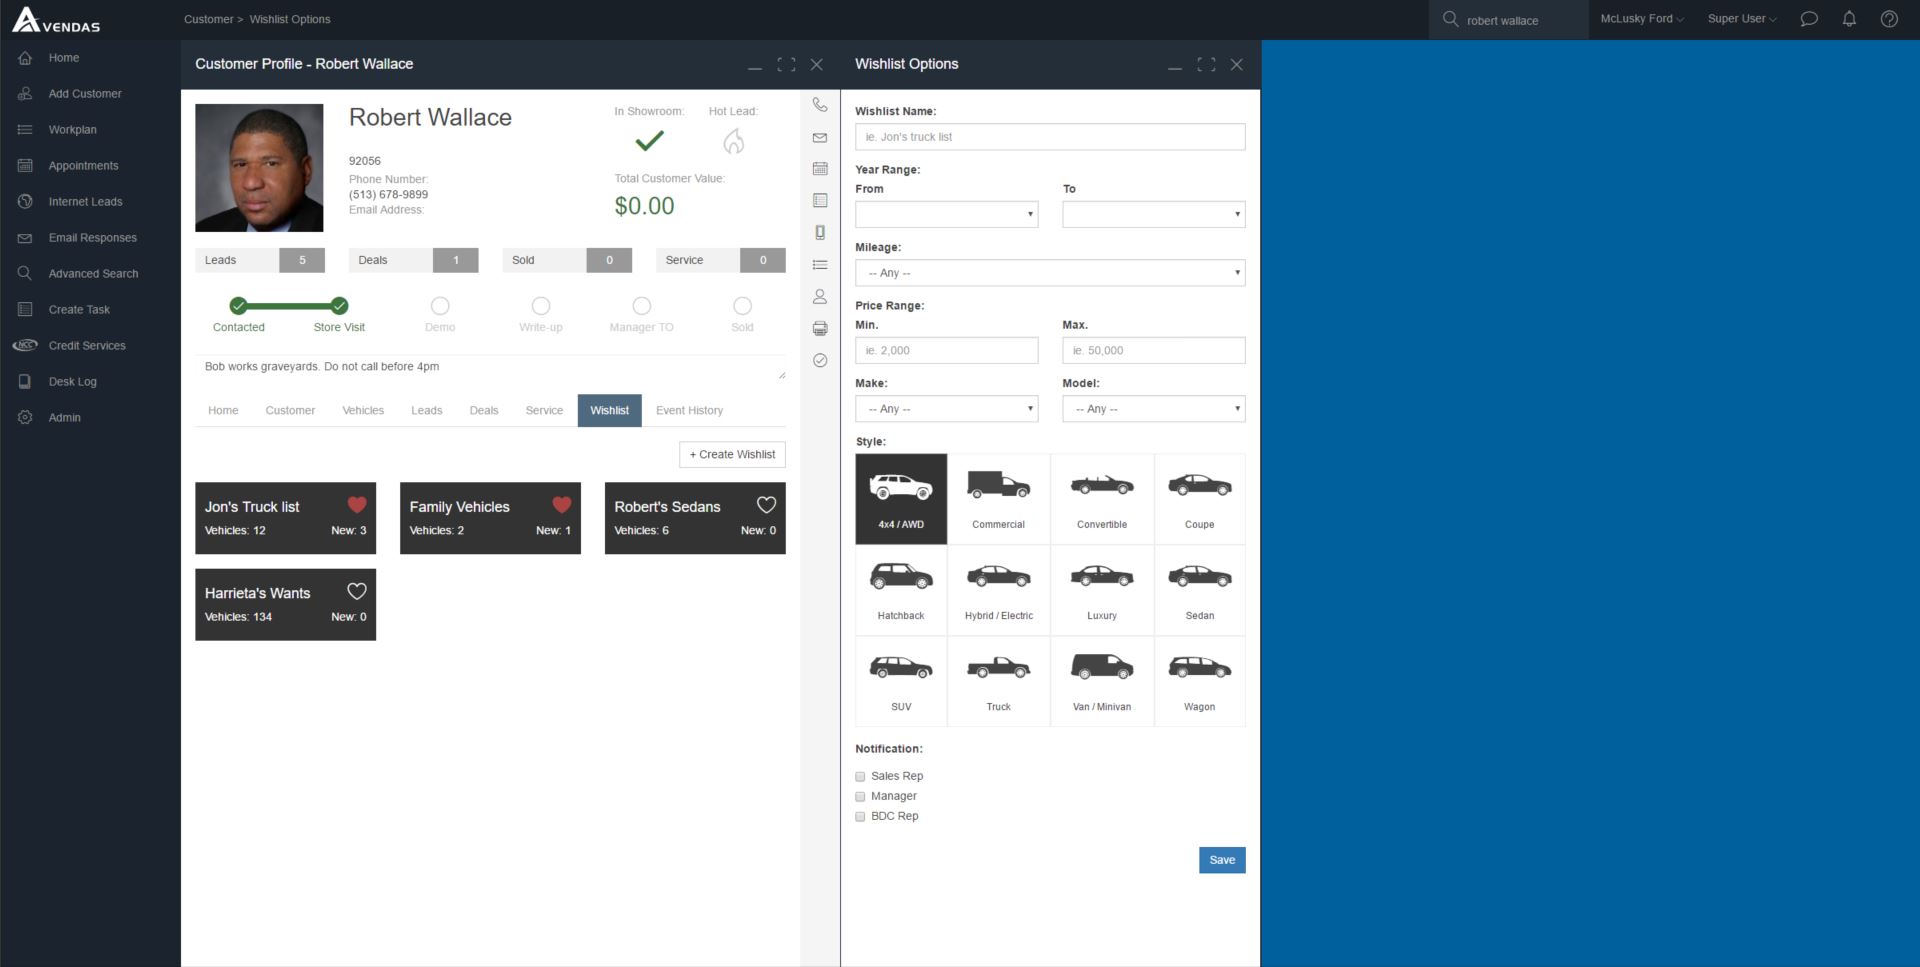 AVENDAS
Customer > Wishlist Options
robert wallace
McLusky Ford
Super User
Home
Add Customer
Workplan
Appointments
Internet Leads
Email Responses
Advanced Search
Create Task
NCC
Credit Services
Desk Log
Admin
Customer Profile - Robert Wallace
Robert Wallace
92056
Phone Number:
(513) 678-9899
Email Address:
In Showroom:
Hot Lead:
Total Customer Value:
$0.00
Leads 5
Deals 1
Sold 0
Service 0
Contacted
Store Visit
Demo
Write-up
Manager TO
Sold
Bob works graveyards. Do not call before 4pm
Home
Customer
Vehicles
Leads
Deals
Service
Wishlist
Event History
+ Create Wishlist
Jon's Truck list
Vehicles: 12 New: 3
Family Vehicles
Vehicles: 2 New: 1
Robert's Sedans
Vehicles: 6 New: 0
Harrieta's Wants
Vehicles: 134 New: 0
Wishlist Options
Wishlist Name:
ie. Jon's truck list
Year Range:
From
To
Mileage:
-- Any --
Price Range:
Min.
Max.
ie. 2,000
ie. 50,000
Make:
Model:
-- Any --
-- Any --
Style:
4x4 / AWD
Commercial
Convertible
Coupe
Hatchback
Hybrid / Electric
Luxury
Sedan
SUV
Truck
Van / Minivan
Wagon
Notification:
Sales Rep
Manager
BDC Rep
Save